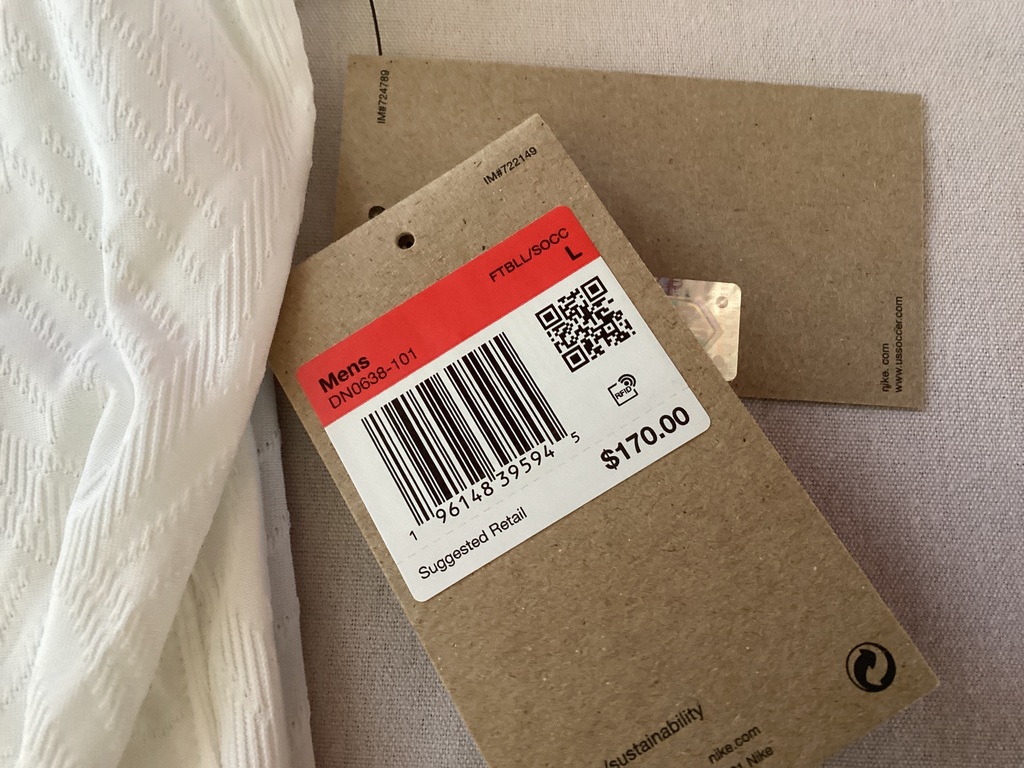 IM#724789
IM#722149
FTBLL/SOCC
L
Mens
DN0638-101
RFID
1 96148 39594 5
$170.00
Suggested Retail
nike.com
www.ussoccer.com
/sustainability
nike.com
Nike